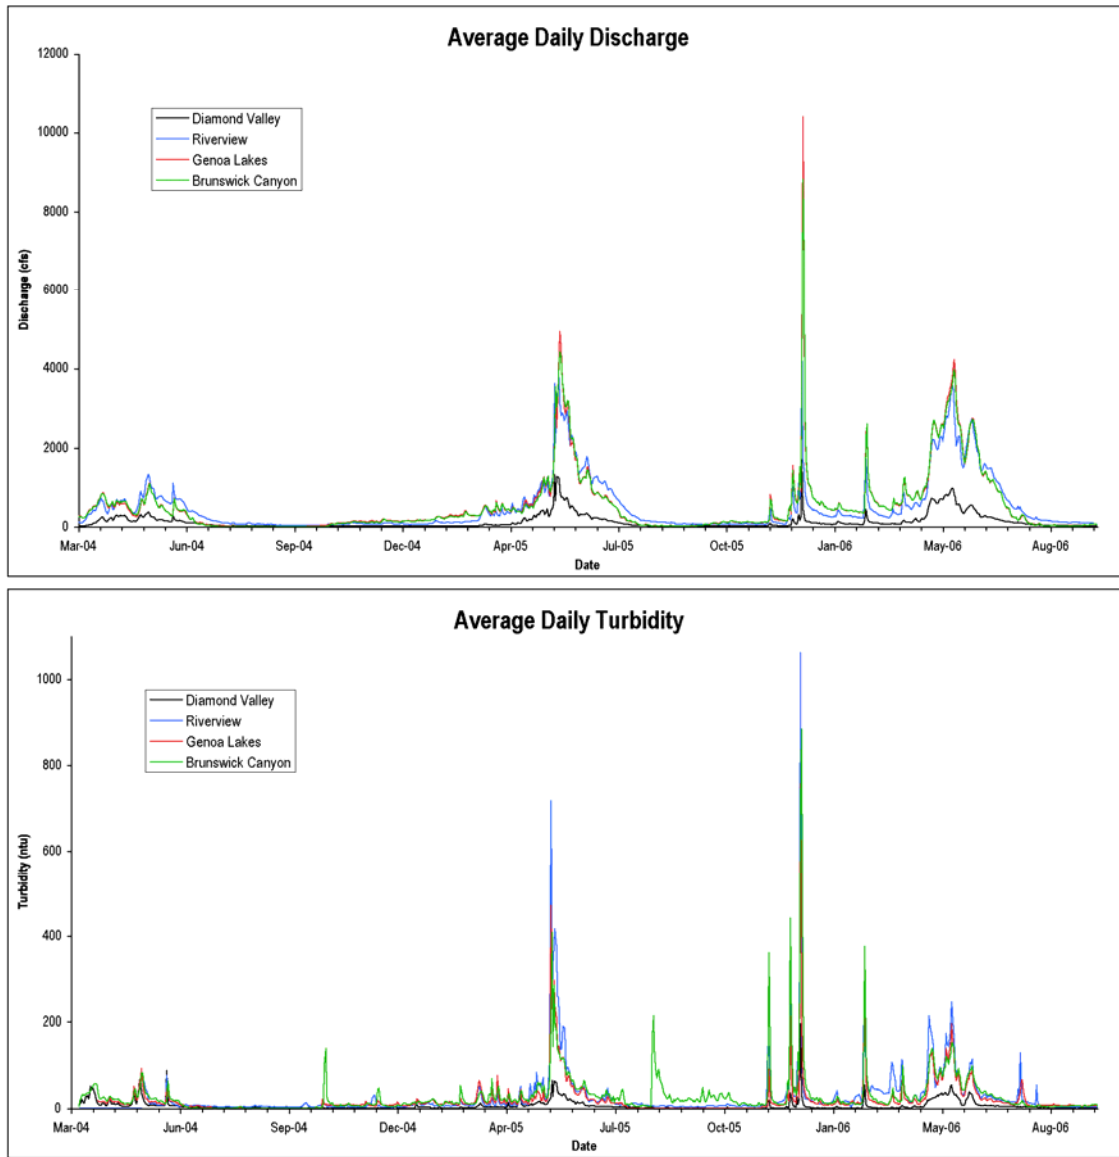 Average Daily Discharge
12000
10000
8000
6000
4000
2000
0
Discharge (cfs)
Diamond Valley
Riverview
Genoa Lakes
Brunswick Canyon
Mar-04 Jun-04 Sep-04 Dec-04 Apr-05 Jul-05 Oct-05 Jan-06 May-06 Aug-06
Date
Average Daily Turbidity
1000
800
600
400
200
0
Turbidity (ntu)
Diamond Valley
Riverview
Genoa Lakes
Brunswick Canyon
Mar-04 Jun-04 Sep-04 Dec-04 Apr-05 Jul-05 Oct-05 Jan-06 May-06 Aug-06
Date